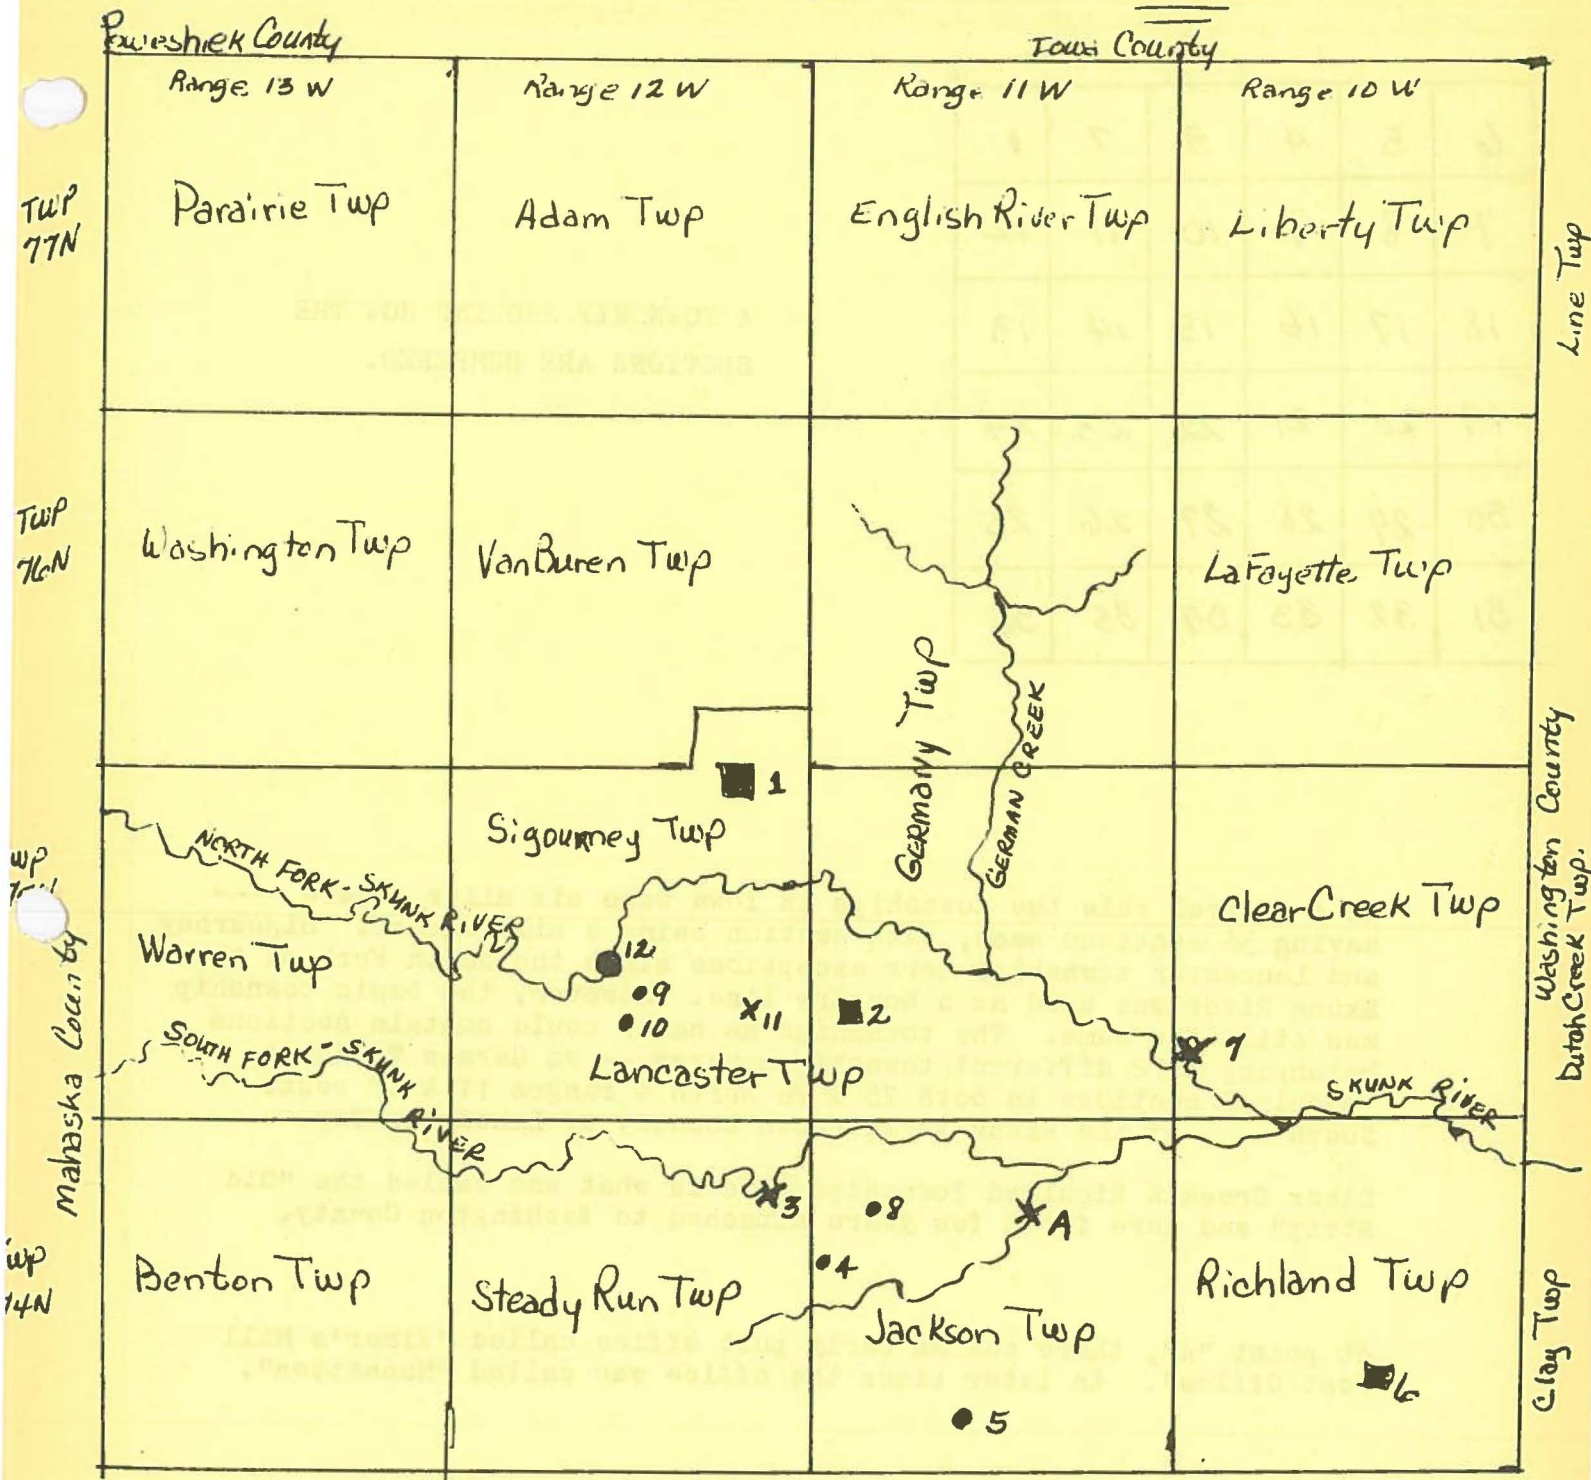 Poweshiek County
Iowa County
Range 13 W
Range 12 W
Range 11 W
Range 10 W
TWP
77N
Parairie Twp
Adam Twp
English River Twp
Liberty Twp
Line Twp
TWP
76N
Washington Twp
VanBuren Twp
LaFayette Twp
GERMANY TWP
GERMAN CREEK
1
Sigourney Twp
WP
NORTH FORK - SKUNK RIVER
Clear Creek Twp
Washington County
Dutch Creek Twp.
Mahaska County
Warren Twp
12
9
10
x11
2
SOUTH FORK - SKUNK RIVER
Lancaster Twp
7
SKUNK RIVER
3
8
A
4
wp
14N
Benton Twp
Steady Run Twp
Richland Twp
Jackson Twp
Clay Twp
6
5